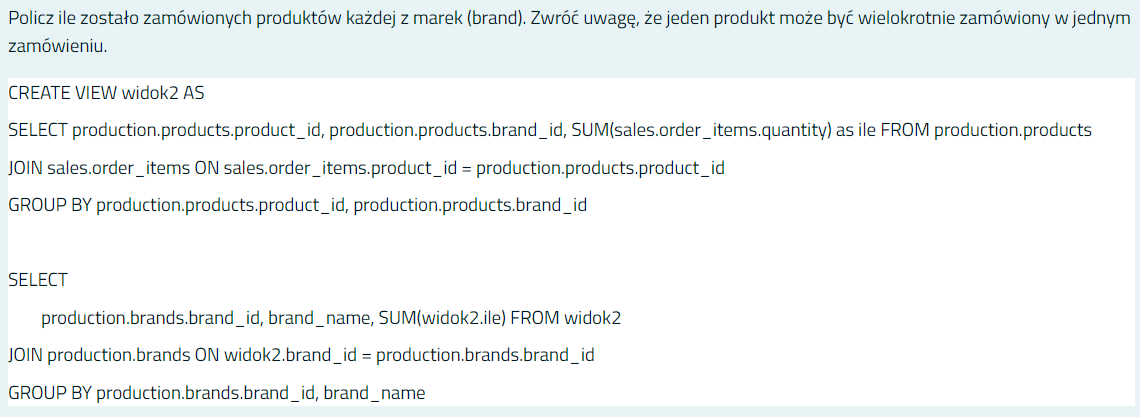 Policz ile zostało zamówionych produktów każdej z marek (brand). Zwróć uwagę, że jeden produkt może być wielokrotnie zamówiony w jednym
zamówieniu.
CREATE VIEW widok2 AS
SELECT production.products.product_id, production.products.brand_id, SUM(sales.order_items.quantity) as ile FROM production.products
JOIN sales.order_items ON sales.order_items.product_id = production.products.product_id
GROUP BY production.products.product_id, production.products.brand_id
SELECT
production.brands.brand_id, brand_name, SUM(widok2.ile) FROM widok2
JOIN production.brands ON widok2.brand_id = production.brands.brand_id
GROUP BY production.brands.brand_id, brand_name